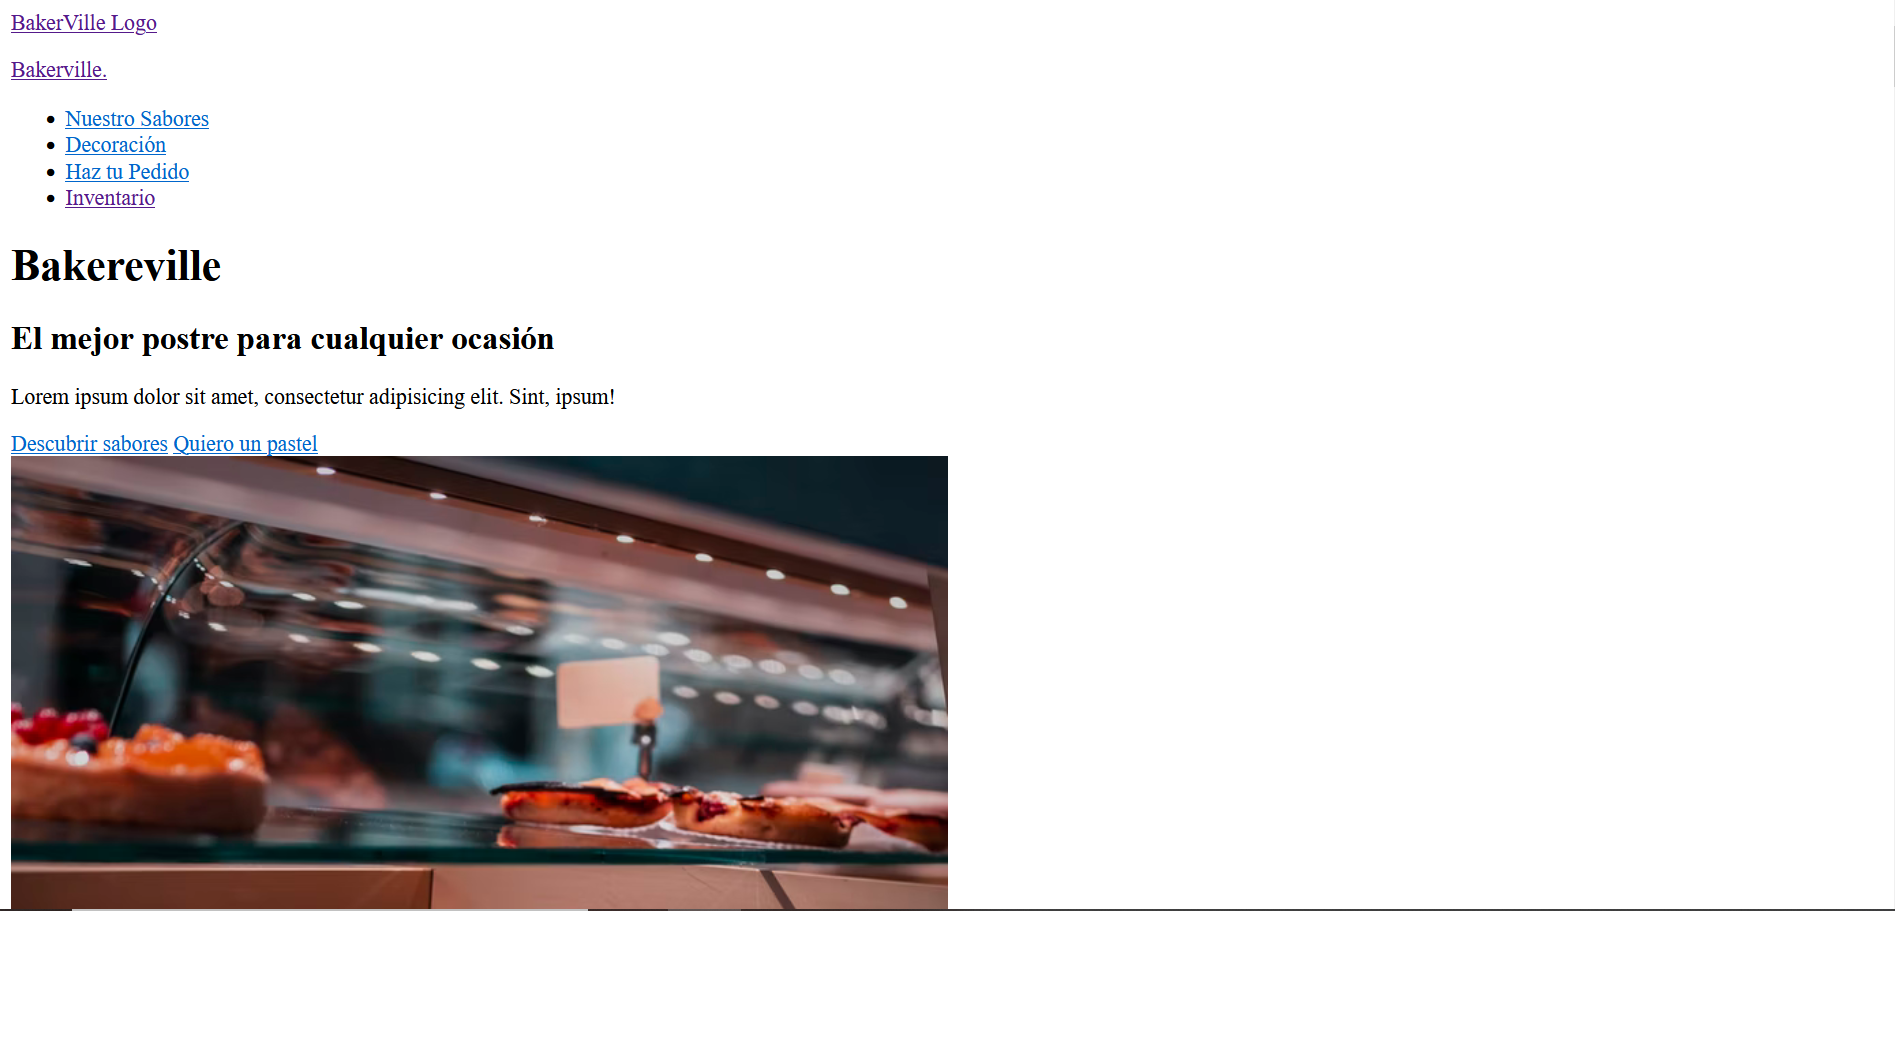 BakerVille Logo
Bakerville.
Nuestro Sabores
Decoración
Haz tu Pedido
Inventario
Bakereville
El mejor postre para cualquier ocasión
Lorem ipsum dolor sit amet, consectetur adipisicing elit. Sint, ipsum!
Descubrir sabores Quiero un pastel